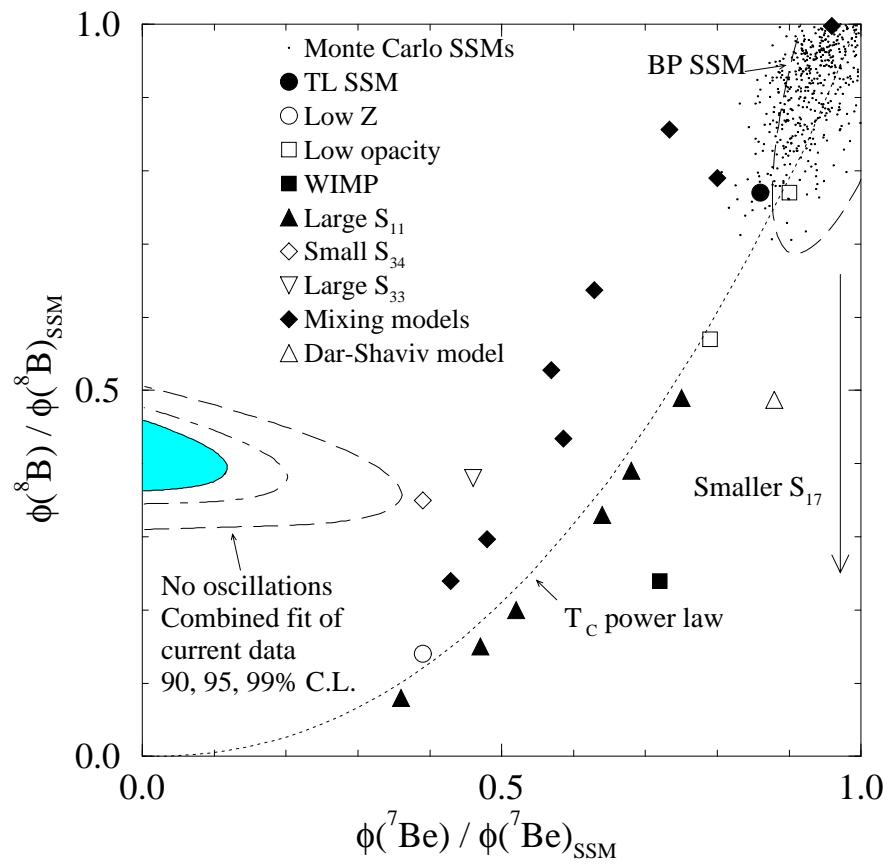 1.0
Monte Carlo SSMs
BP SSM
TL SSM
Low Z
Low opacity
WIMP
Large S₁₁
Small S₃₄
Large S₃₃
Mixing models
Dar-Shaviv model
ϕ(⁸B) / ϕ(⁸B)SSM
0.5
Smaller S₁₇
No oscillations
Combined fit of
current data
90, 95, 99% C.L.
T_C power law
0.0
0.0 0.5 1.0
ϕ(⁷Be) / ϕ(⁷Be)SSM